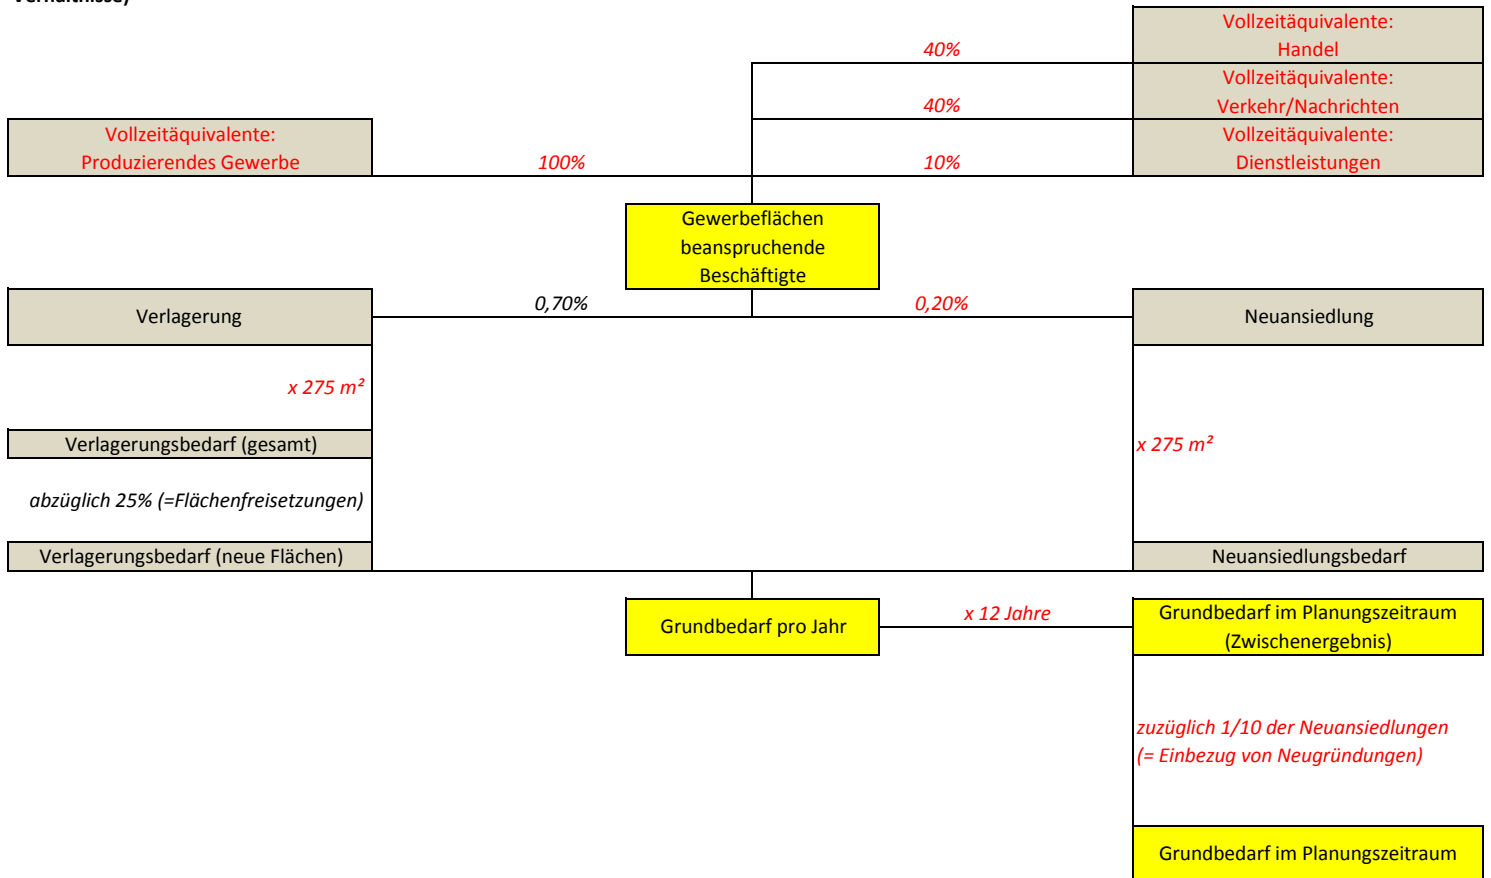 Verhältnisse)
Vollzeitäquivalente:
Handel
40%
Vollzeitäquivalente:
Verkehr/Nachrichten
40%
Vollzeitäquivalente:
Produzierendes Gewerbe
100%
10%
Vollzeitäquivalente:
Dienstleistungen
Gewerbeflächen
beanspruchende
Beschäftigte
Verlagerung
0,70%
0,20%
Neuansiedlung
x 275 m²
Verlagerungsbedarf (gesamt)
x 275 m²
abzüglich 25% (=Flächenfreisetzungen)
Verlagerungsbedarf (neue Flächen)
Neuansiedlungsbedarf
Grundbedarf pro Jahr
x 12 Jahre
Grundbedarf im Planungszeitraum
(Zwischenergebnis)
zuzüglich 1/10 der Neuansiedlungen
(= Einbezug von Neugründungen)
Grundbedarf im Planungszeitraum